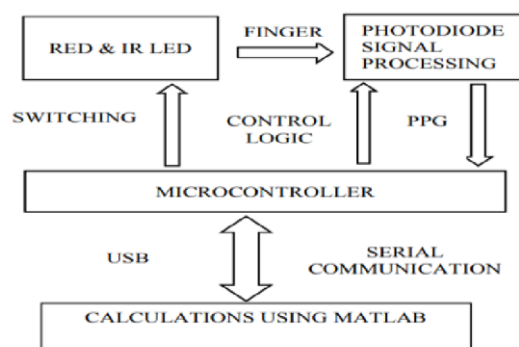 FINGER
RED & IR LED
PHOTODIODE
SIGNAL
PROCESSING
SWITCHING
CONTROL
LOGIC
PPG
MICROCONTROLLER
USB
SERIAL
COMMUNICATION
CALCULATIONS USING MATLAB